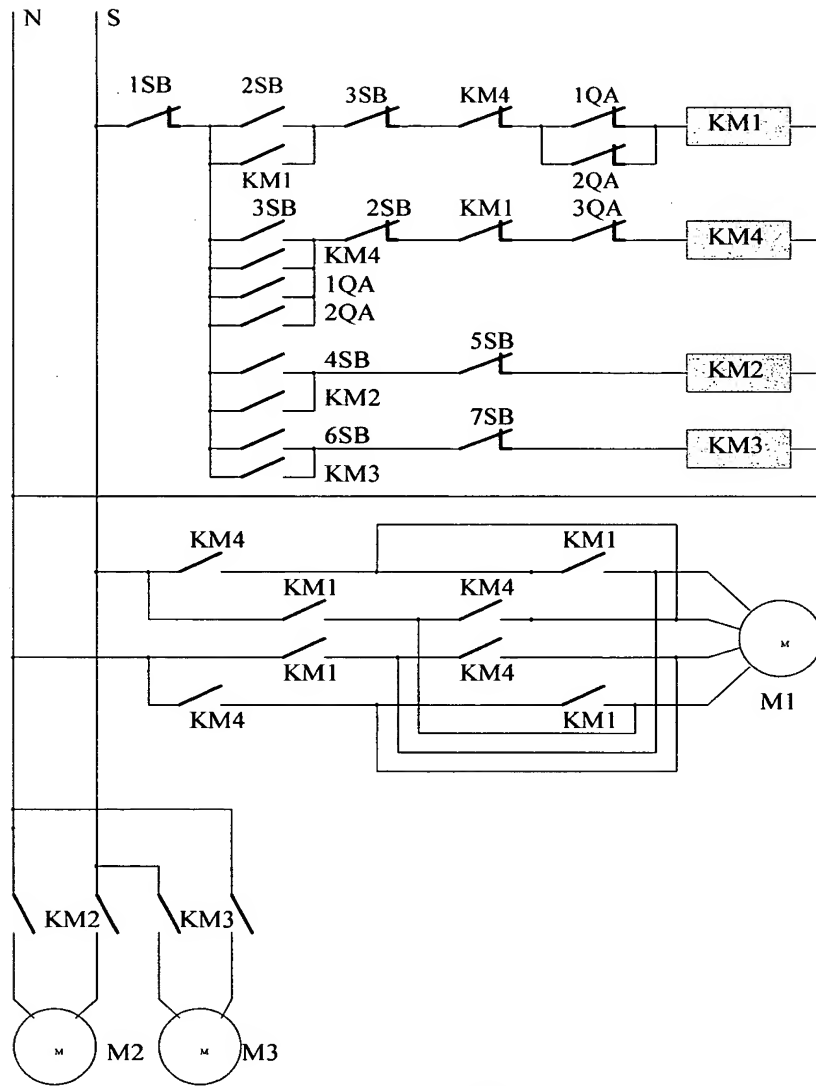 N S
1SB 2SB 3SB KM4 1QA KM1
KM1 2QA
3SB 2SB KM1 3QA KM4
KM4
1QA
2QA
4SB 5SB KM2
KM2
6SB 7SB KM3
KM3
KM4 KM1
KM1 KM4
M
KM1 KM4
M1
KM4 KM1
KM2 KM3
M M2 M M3